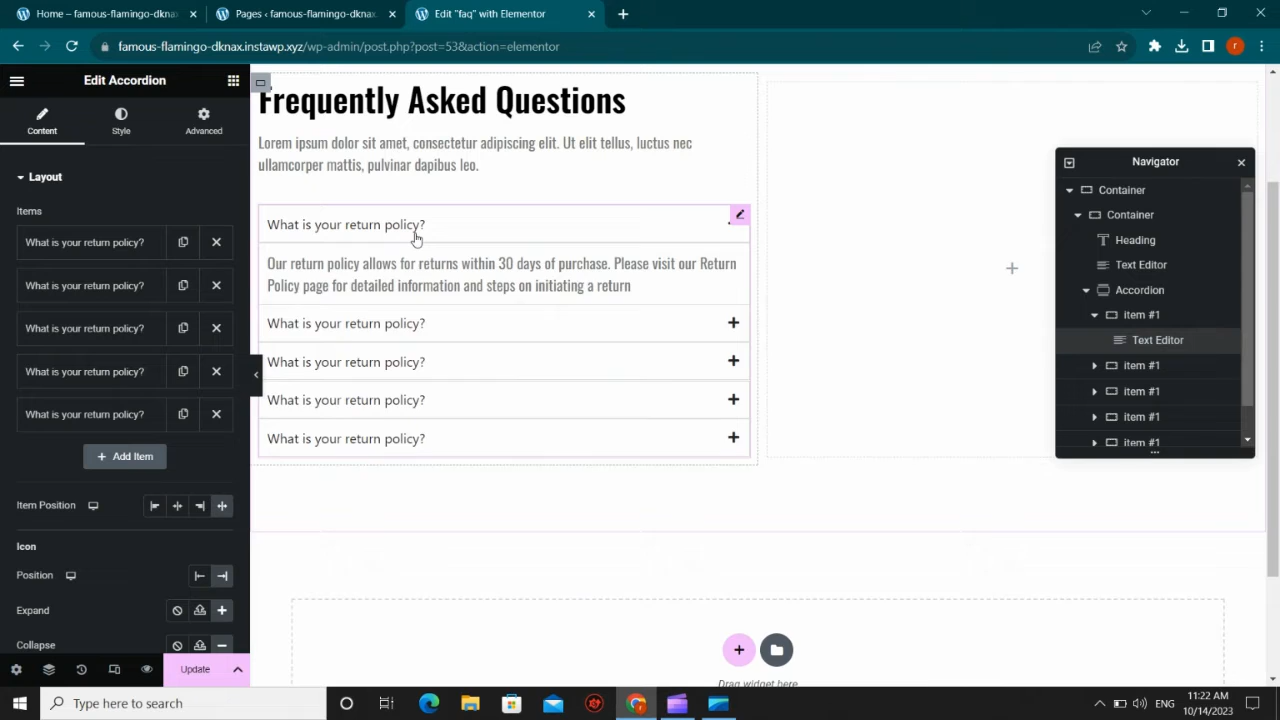 Home – famous-flamingo-dknax
Pages ‹ famous-flamingo-dknax.
Edit "faq" with Elementor
famous-flamingo-dknax.instawp.xyz/wp-admin/post.php?post=53&action=elementor
r
Edit Accordion
Content
Style
Advanced
Layout
Items
What is your return policy?
What is your return policy?
What is your return policy?
What is your return policy?
What is your return policy?
+ Add Item
Item Position
Icon
Position
Expand
Collapse
Update
Frequently Asked Questions
Lorem ipsum dolor sit amet, consectetur adipiscing elit. Ut elit tellus, luctus nec
ullamcorper mattis, pulvinar dapibus leo.
What is your return policy?
Our return policy allows for returns within 30 days of purchase. Please visit our Return
Policy page for detailed information and steps on initiating a return
What is your return policy?
What is your return policy?
What is your return policy?
What is your return policy?
Drag widget here
Navigator
Container
Container
Heading
Text Editor
Accordion
item #1
Text Editor
item #1
item #1
item #1
item #1
Type here to search
ENG
11:22 AM
10/14/2023